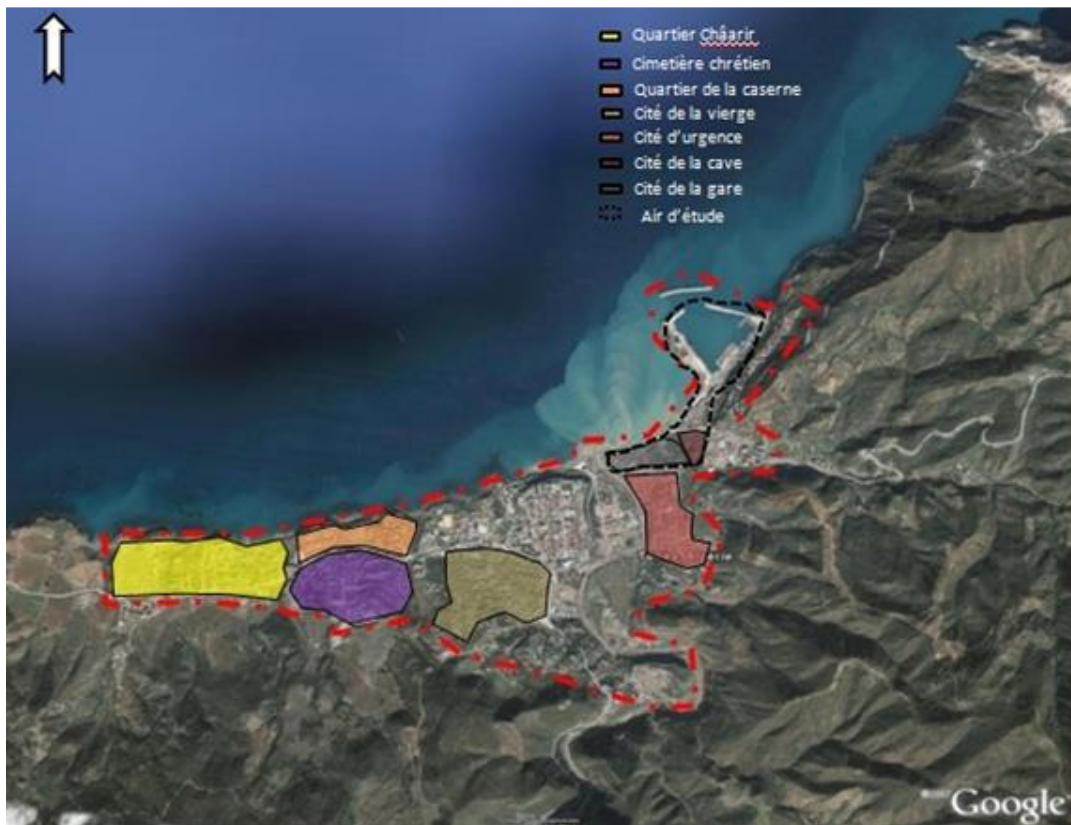 Quartier Châarir
Cimetière chrétien
Quartier de la caserne
Cité de la vierge
Cité d'urgence
Cité de la cave
Cité de la gare
Air d'étude
Google